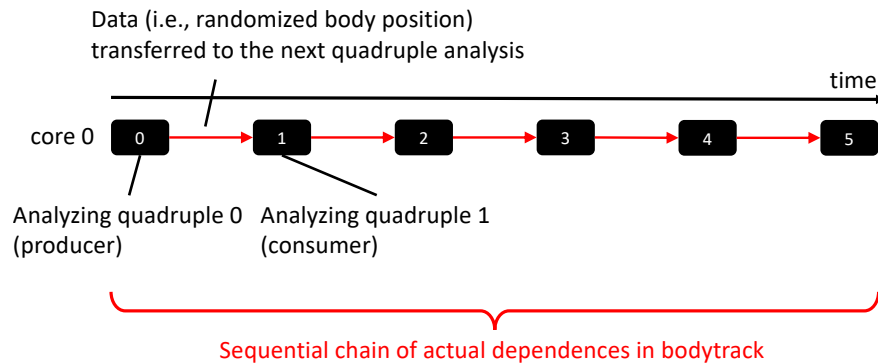 Data (i.e., randomized body position)
transferred to the next quadruple analysis
time
core 0
0
1
2
3
4
5
Analyzing quadruple 0
(producer)
Analyzing quadruple 1
(consumer)
Sequential chain of actual dependences in bodytrack